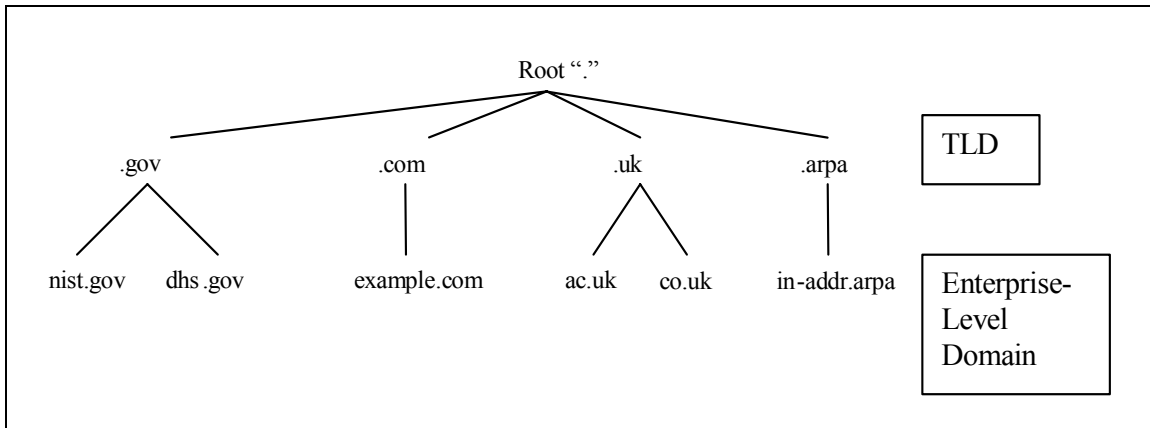 Root “.”
.gov .com .uk .arpa
TLD
nist.gov dhs.gov example.com ac.uk co.uk in-addr.arpa
Enterprise-
Level
Domain